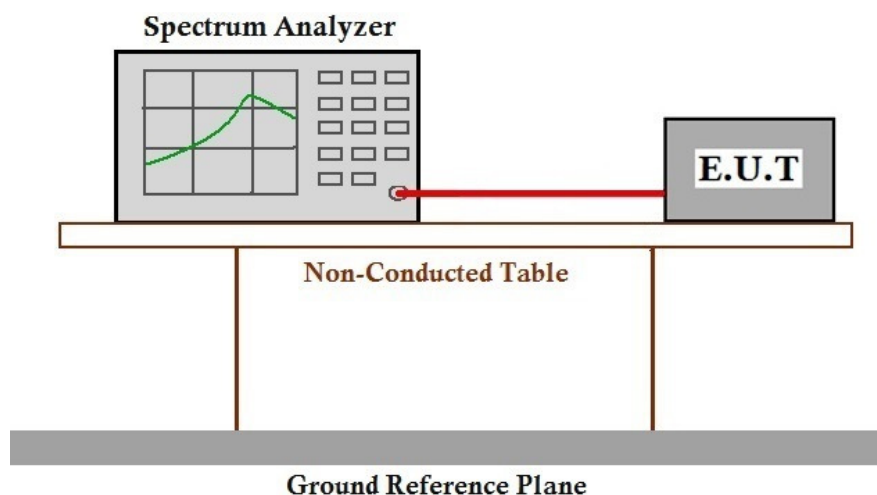 Spectrum Analyzer
E.U.T
Non-Conducted Table
Ground Reference Plane